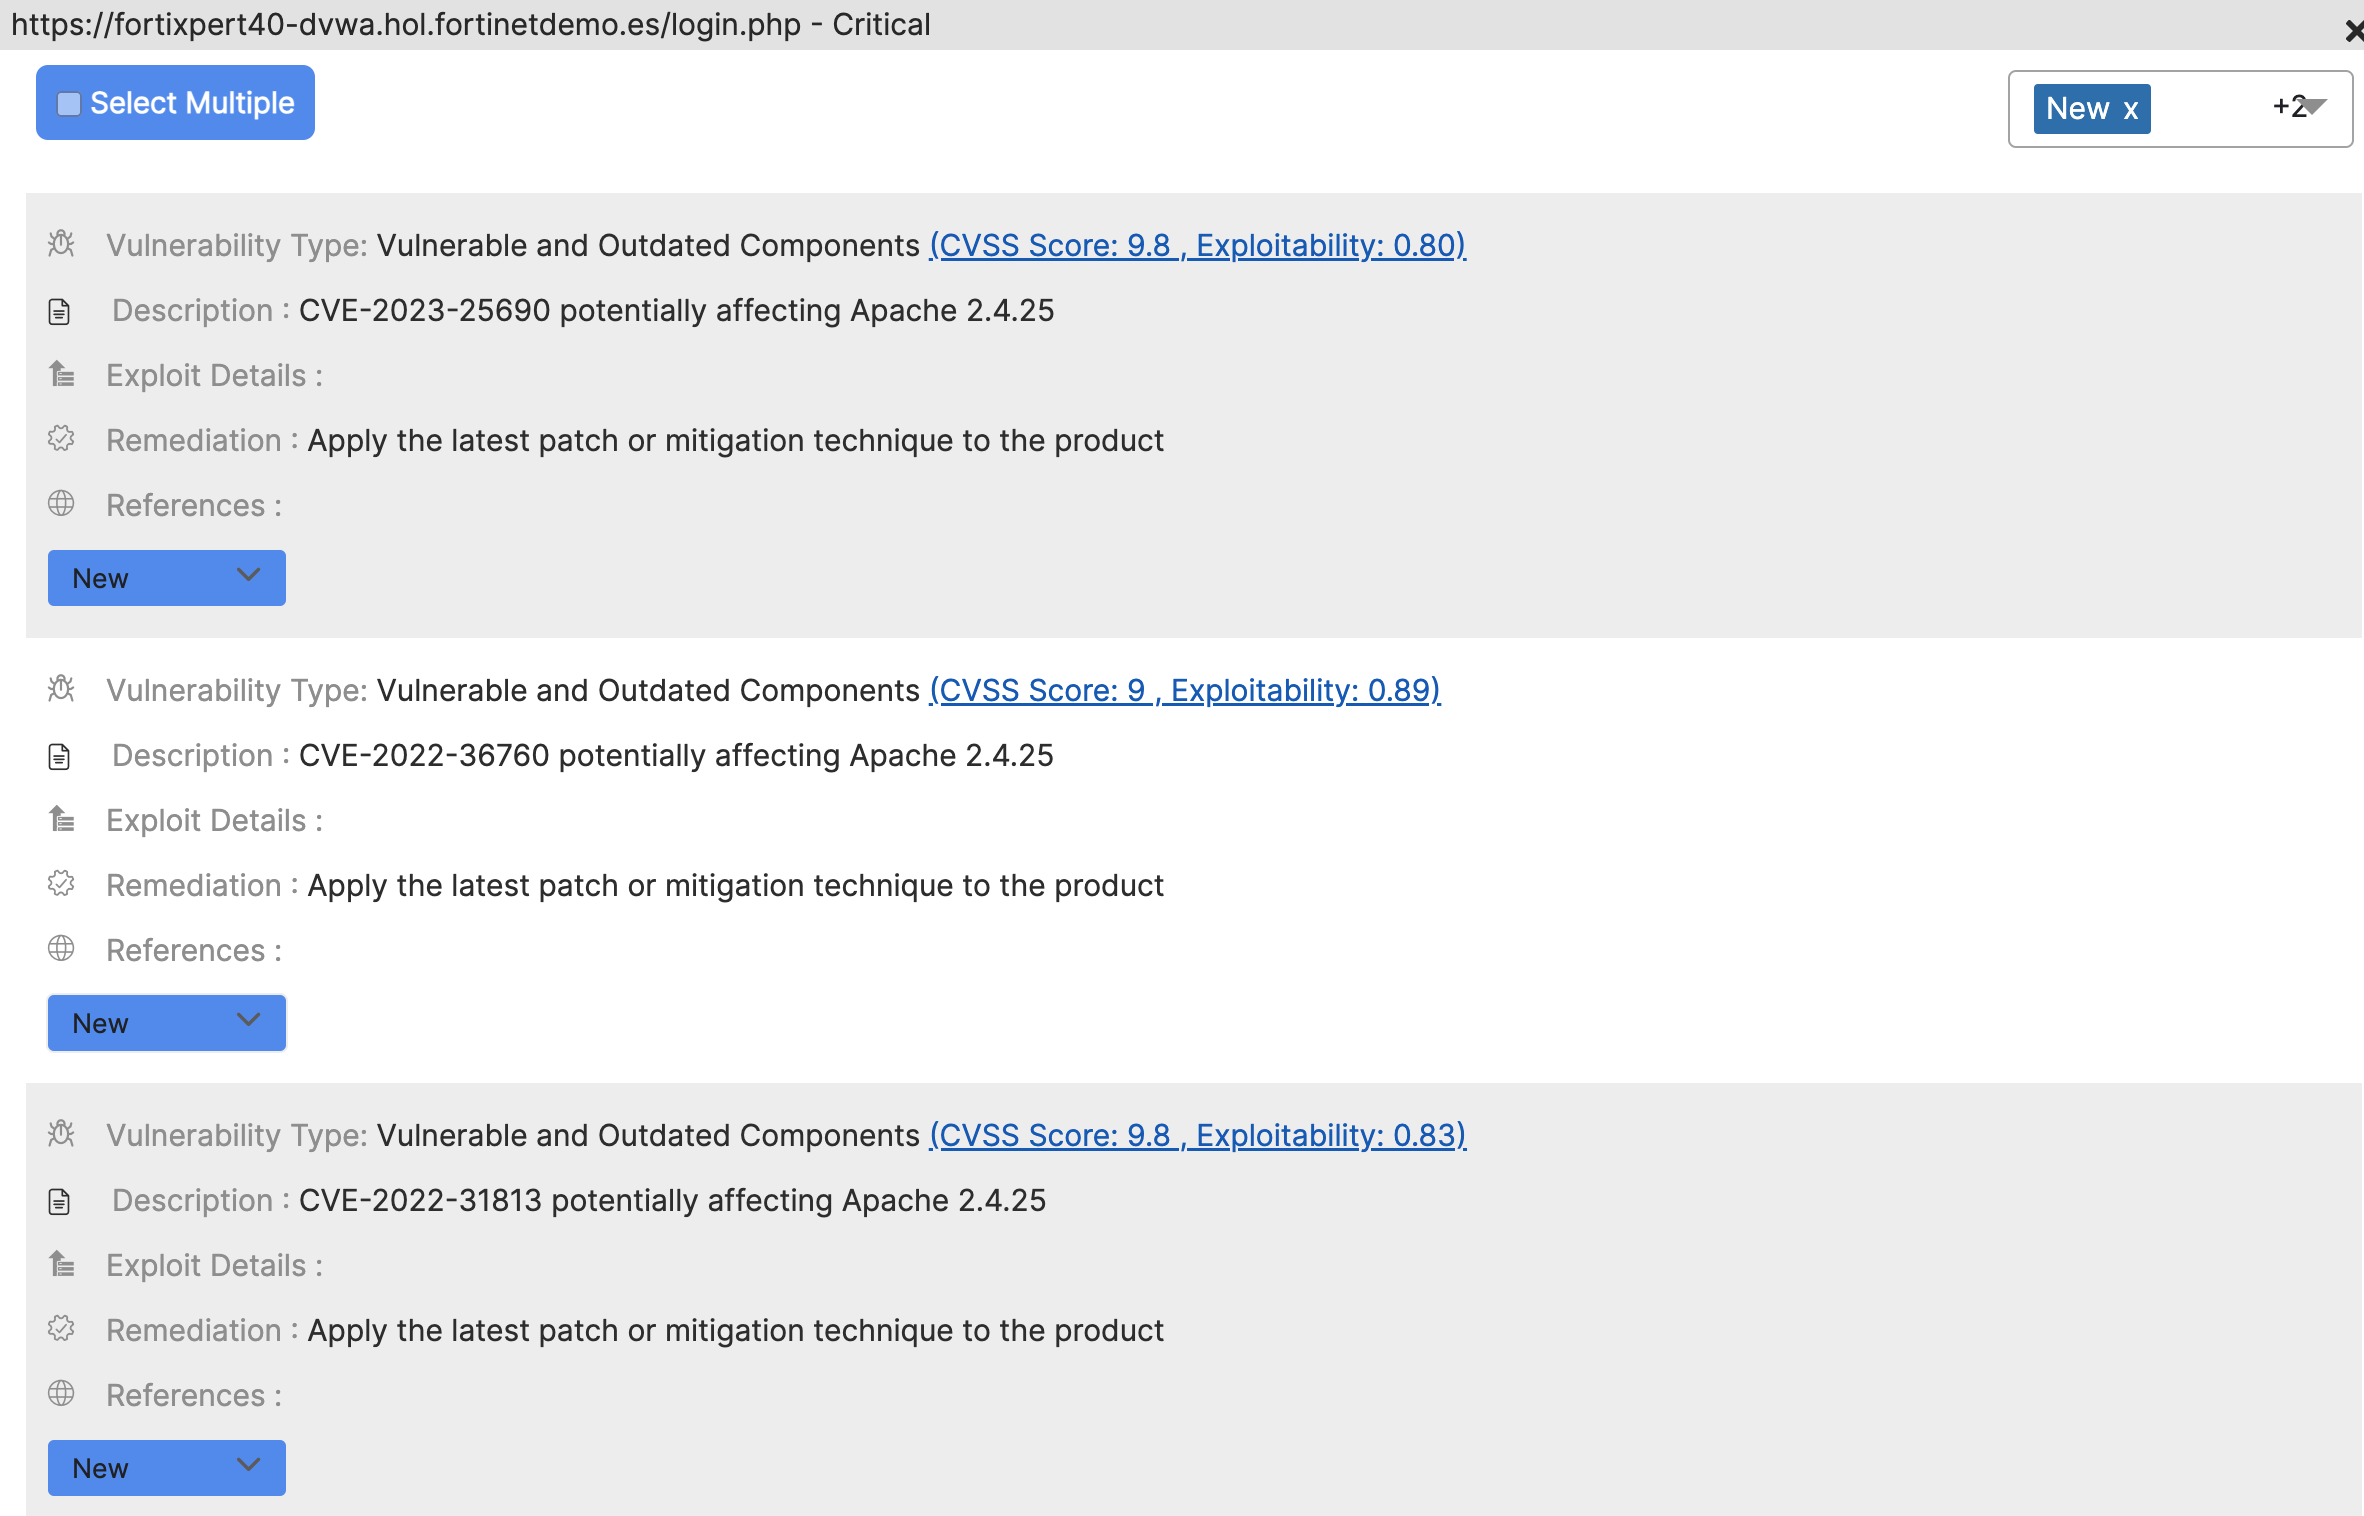 https://fortixpert40-dvwa.hol.fortinetdemo.es/login.php - Critical
Select Multiple
New x +2
Vulnerability Type: Vulnerable and Outdated Components (CVSS Score: 9.8 , Exploitability: 0.80)
Description : CVE-2023-25690 potentially affecting Apache 2.4.25
Exploit Details :
Remediation : Apply the latest patch or mitigation technique to the product
References :
New
Vulnerability Type: Vulnerable and Outdated Components (CVSS Score: 9 , Exploitability: 0.89)
Description : CVE-2022-36760 potentially affecting Apache 2.4.25
Exploit Details :
Remediation : Apply the latest patch or mitigation technique to the product
References :
New
Vulnerability Type: Vulnerable and Outdated Components (CVSS Score: 9.8 , Exploitability: 0.83)
Description : CVE-2022-31813 potentially affecting Apache 2.4.25
Exploit Details :
Remediation : Apply the latest patch or mitigation technique to the product
References :
New